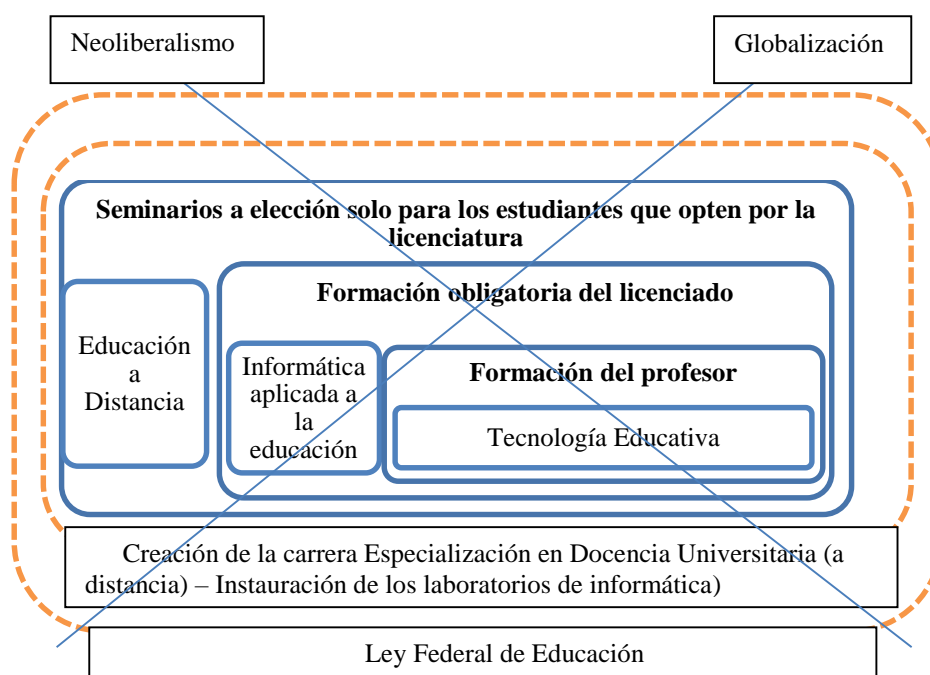 Neoliberalismo
Globalización
Seminarios a elección solo para los estudiantes que opten por la
licenciatura
Educación
a
Distancia
Formación obligatoria del licenciado
Informática
aplicada a
la
educación
Formación del profesor
Tecnología Educativa
Creación de la carrera Especialización en Docencia Universitaria (a
distancia) – Instauración de los laboratorios de informática)
Ley Federal de Educación